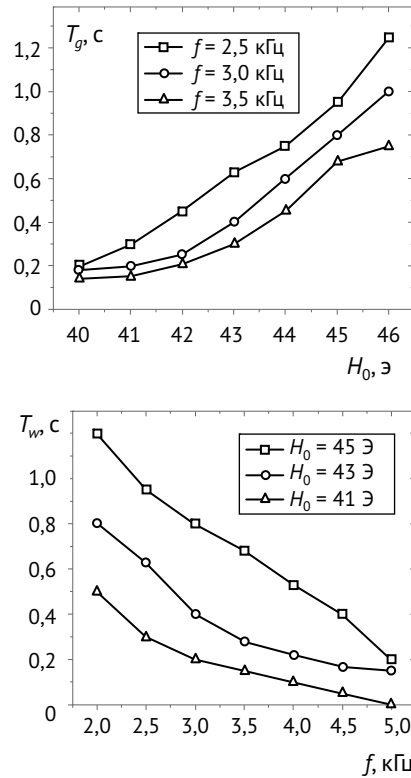 T_g, с
f = 2,5 кГц
f = 3,0 кГц
f = 3,5 кГц
1,2
1,0
0,8
0,6
0,4
0,2
0
40 41 42 43 44 45 46
H_0, э
T_w, с
H_0 = 45 Э
H_0 = 43 Э
H_0 = 41 Э
1,0
0,8
0,6
0,4
0,2
0
2,0 2,5 3,0 3,5 4,0 4,5 5,0
f, кГц